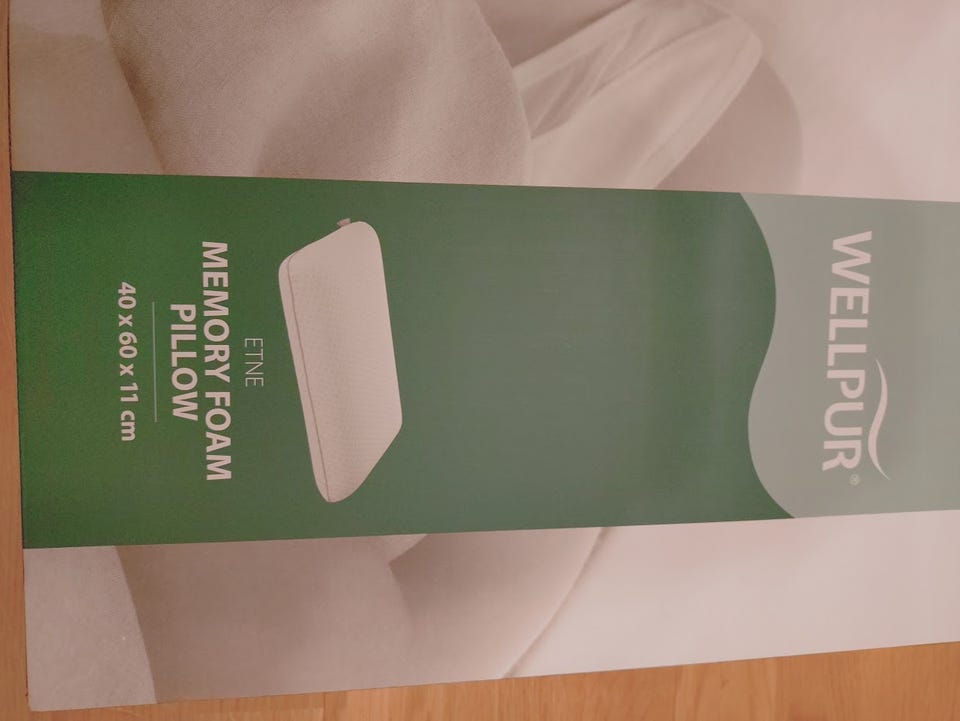 WELLPUR®
ETNE
MEMORY FOAM
PILLOW
40 x 60 x 11 cm